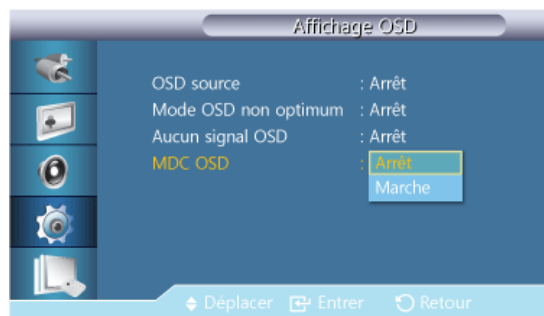 Affichage OSD
OSD source : Arrêt
Mode OSD non optimum : Arrêt
Aucun signal OSD : Arrêt
MDC OSD : Arrêt
Marche
Déplacer Entrer Retour